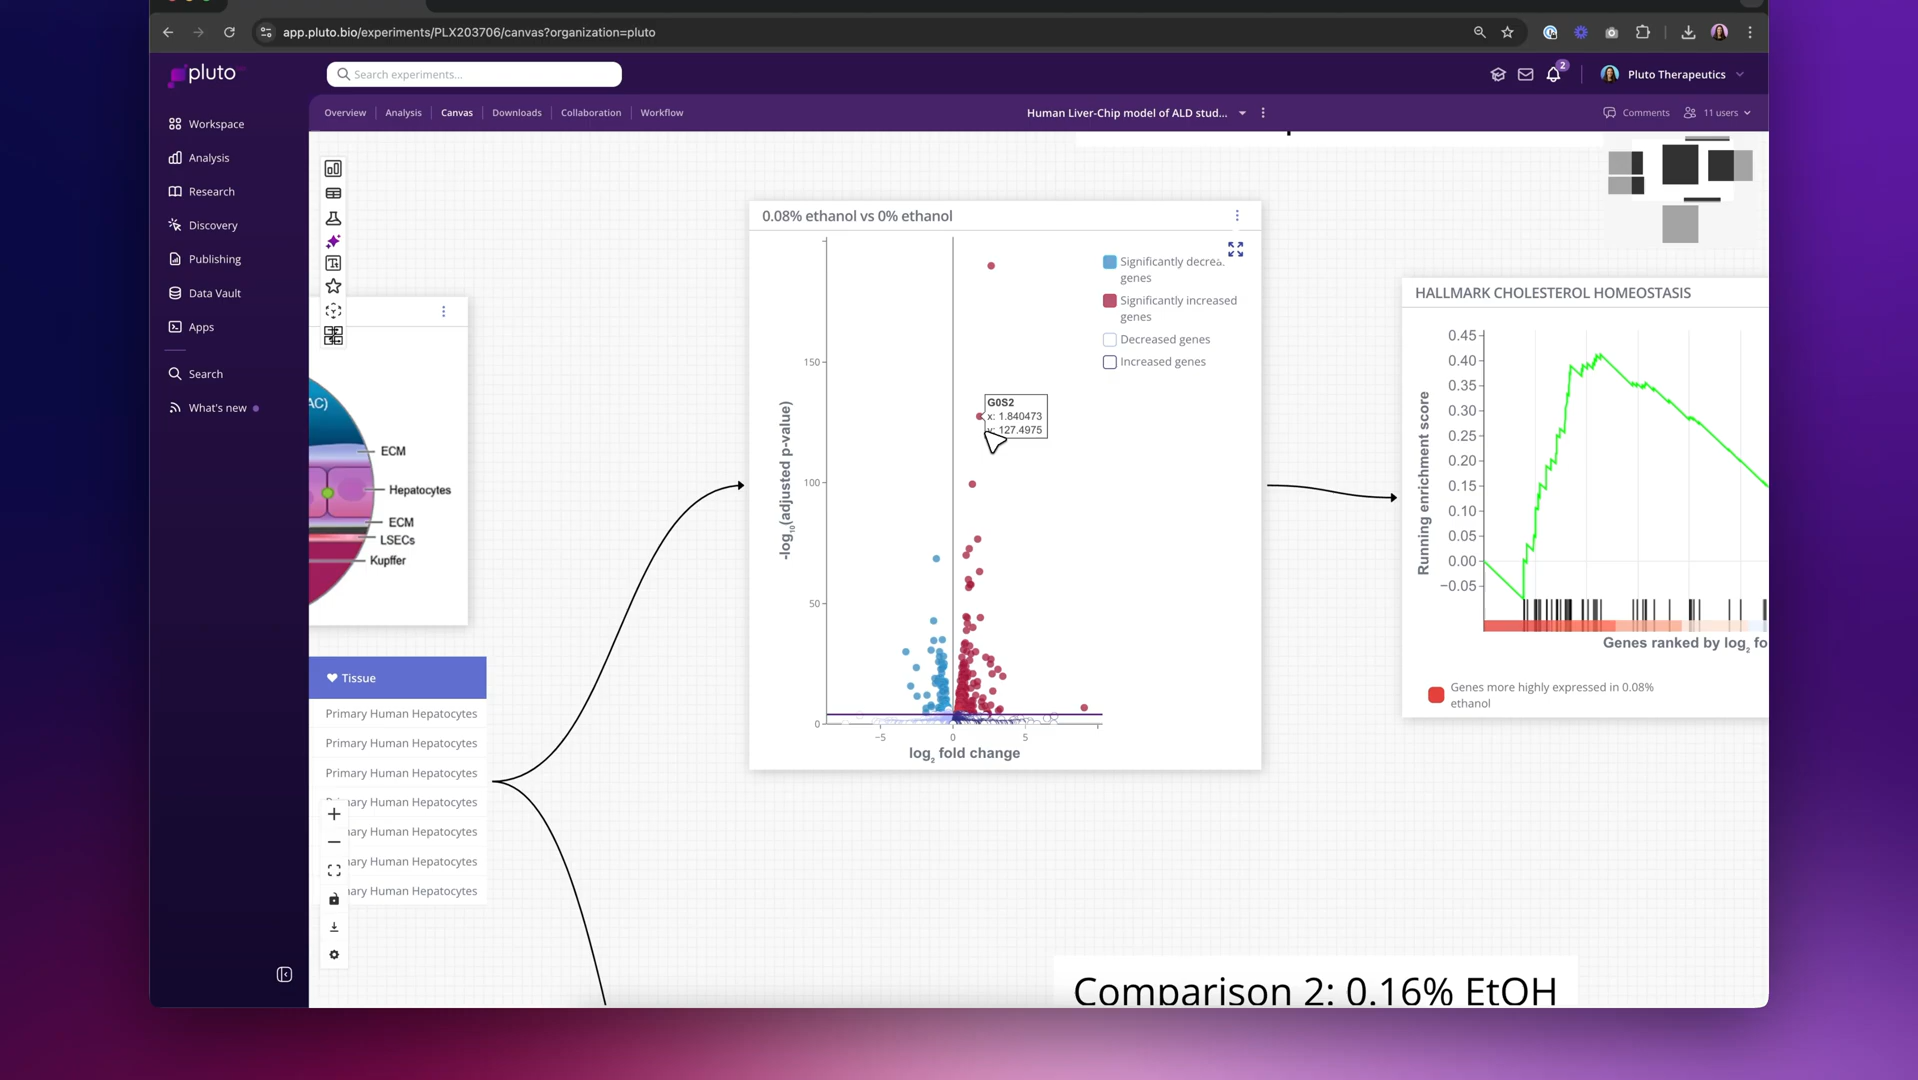 app.pluto.bio/experiments/PLX203706/canvas?organization=pluto
pluto
Search experiments...
2
Pluto Therapeutics
Overview
Analysis
Canvas
Downloads
Collaboration
Workflow
Human Liver-Chip model of ALD stud...
Comments
11 users
Workspace
Analysis
Research
Discovery
Publishing
Data Vault
Apps
Search
What's new
ECM
Hepatocytes
ECM
LSECs
Kupffer
Tissue
Primary Human Hepatocytes
Primary Human Hepatocytes
Primary Human Hepatocytes
Primary Human Hepatocytes
mary Human Hepatocytes
mary Human Hepatocytes
mary Human Hepatocytes
0.08% ethanol vs 0% ethanol
Significantly decrea
genes
Significantly increased
genes
Decreased genes
Increased genes
150
100
50
0
-log10(adjusted p-value)
G0S2
x: 1.840473
y: 127.4975
−5
0
5
log2 fold change
HALLMARK CHOLESTEROL HOMEOSTASIS
0.45
0.40
0.35
0.30
0.25
0.20
0.15
0.10
0.05
0.00
−0.05
Running enrichment score
Genes ranked by log2 fo
Genes more highly expressed in 0.08%
ethanol
Comparison 2: 0.16% EtOH